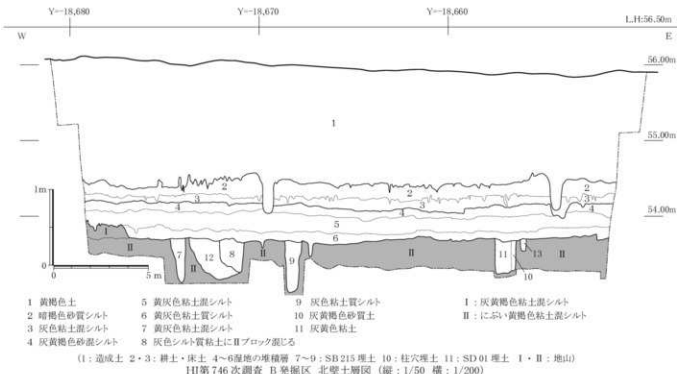 Y=-18,680 Y=-18,670 Y=-18,660
L.H:56.50m
W E
56.00m
1
55.00m
1m
2 2 2
3 3 3
4 4 4
54.00m
5
I 6
II 7 12 8 II 9 II 11 13 II
II 10
0
0 5 m
1 黄褐色土 5 黄灰色粘土混シルト 9 灰色粘土質シルト I : 灰黄褐色粘土混シルト
2 暗褐色砂質シルト 6 黄灰色粘土質シルト 10 灰黄褐色砂質土 II : にぶい黄褐色粘土混シルト
3 灰色粘土混シルト 7 黄灰色粘土混シルト 11 灰黄色粘土
4 灰黄褐色砂混シルト 8 灰色シルト質粘土にIIブロック混じる
(1 : 造成土 2・3 : 耕土・床土 4〜6湿地の堆積層 7〜9 : SB 215 埋土 10 : 柱穴埋土 11 : SD 01 埋土 I・II : 地山)
HJ第 746 次調査 B 発掘区 北壁土層図 (縦 : 1/50 横 : 1/200)